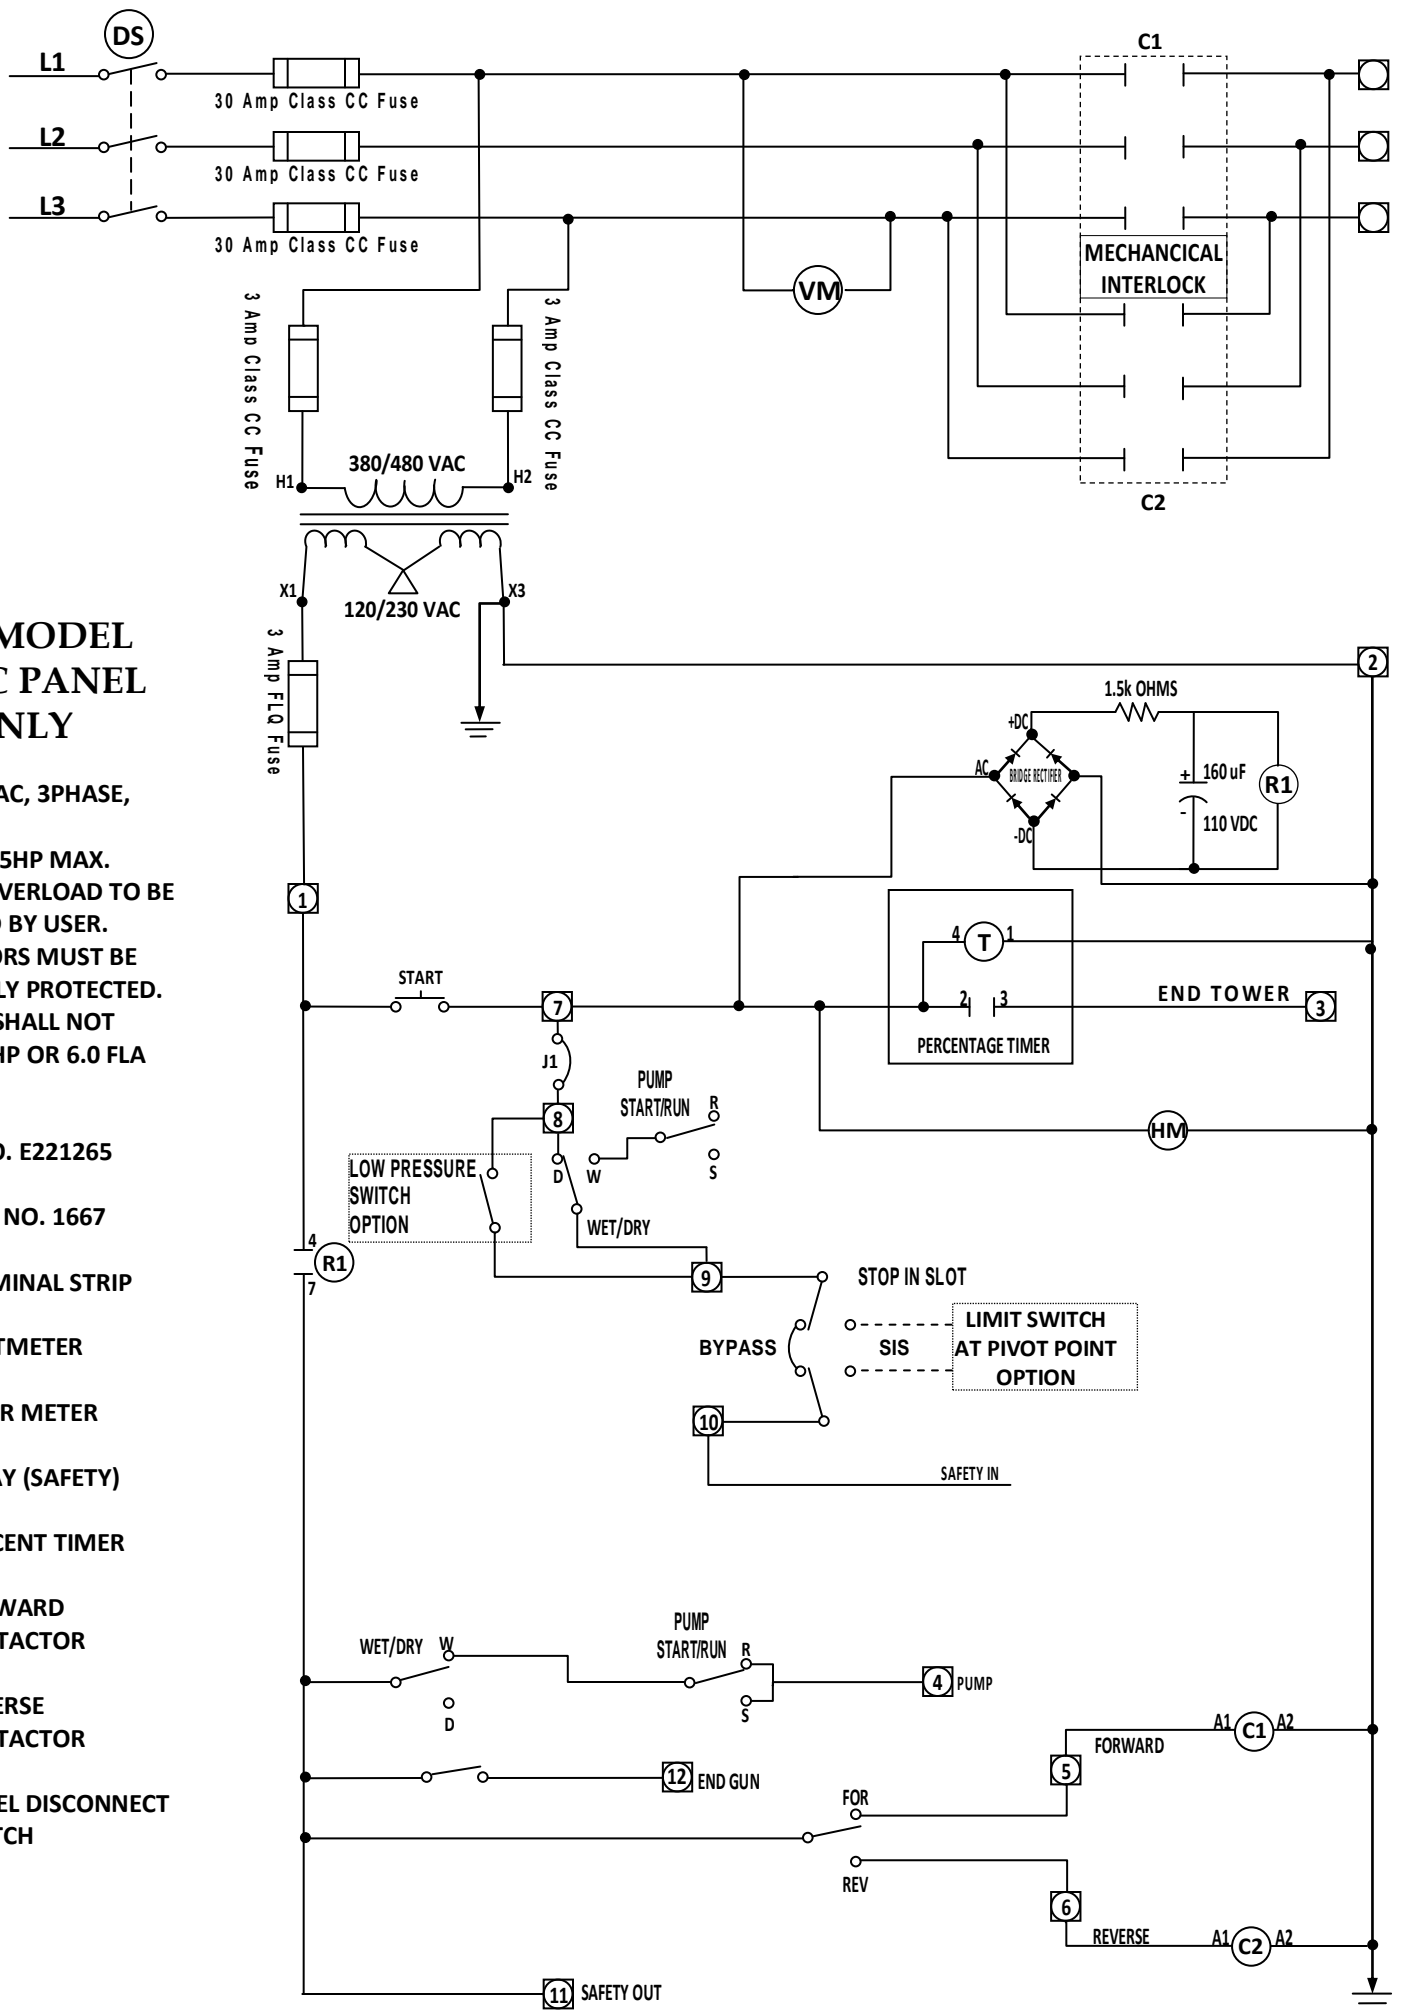 DS
C1
L1
30 Amp Class CC Fuse
L2
30 Amp Class CC Fuse
L3
30 Amp Class CC Fuse
MECHANCICAL
INTERLOCK
VM
3 Amp Class CC Fuse
3 Amp Class CC Fuse
380/480 VAC
H1
H2
C2
X1
X3
120/230 VAC
3 Amp FLQ Fuse
MODEL
C PANEL
NLY
2
1.5k OHMS
+DC
AC
BRIDGE RECTIFIER
-DC
+
160 uF
-
110 VDC
R1
AC, 3PHASE,
5HP MAX.
VERLOAD TO BE
D BY USER.
ORS MUST BE
LY PROTECTED.
SHALL NOT
HP OR 6.0 FLA
1
4
T
1
START
7
2
3
END TOWER
3
PERCENTAGE TIMER
J1
PUMP
START/RUN
R
8
HM
O. E221265
LOW PRESSURE
SWITCH
OPTION
D
W
S
NO. 1667
WET/DRY
4
R1
7
9
STOP IN SLOT
MINAL STRIP
LIMIT SWITCH
AT PIVOT POINT
OPTION
BYPASS
SIS
TMETER
R METER
10
SAFETY IN
AY (SAFETY)
CENT TIMER
WARD
TACTOR
WET/DRY
W
PUMP
START/RUN
R
4
PUMP
D
S
ERSE
TACTOR
A1
C1
A2
FORWARD
5
12
END GUN
EL DISCONNECT
TCH
FOR
REV
6
REVERSE
A1
C2
A2
11
SAFETY OUT